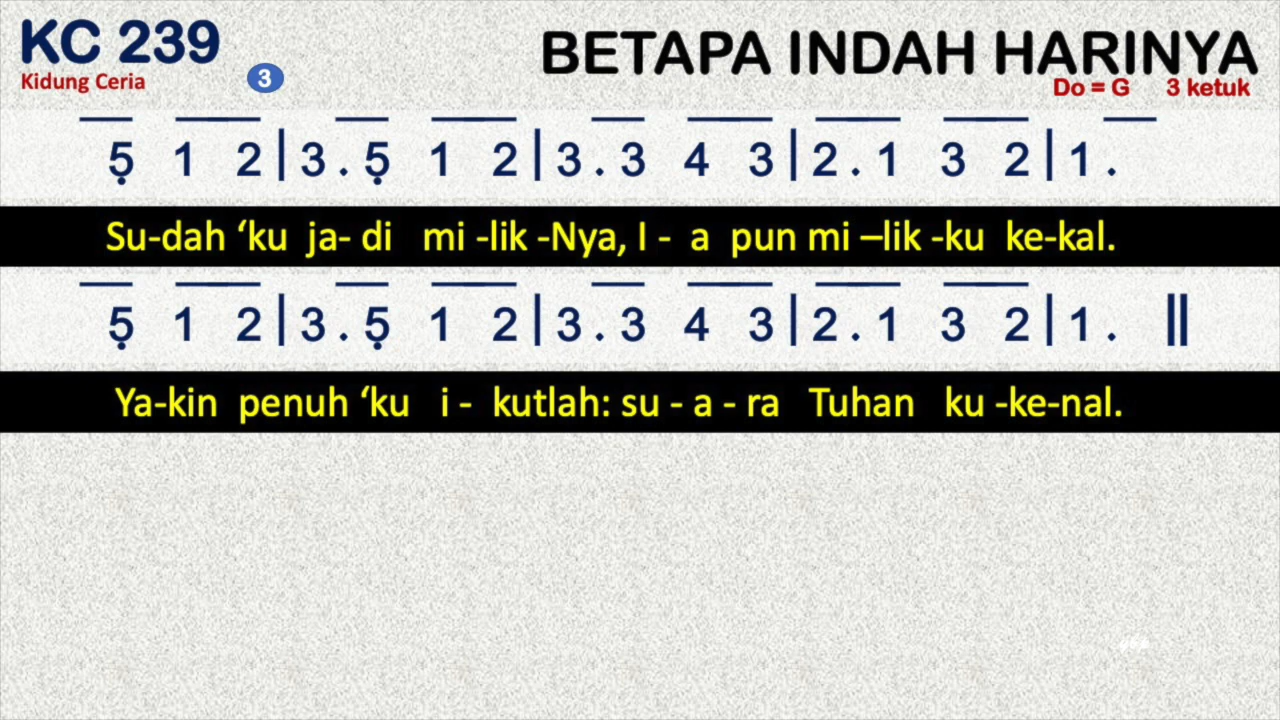 KC 239
Kidung Ceria
3
BETAPA INDAH HARINYA
Do = G 3 ketuk
5̣ 1 2 | 3 . 5̣ 1 2 | 3 . 3 4 3 | 2 . 1 3 2 | 1 .
Su-dah ‘ku ja- di mi -lik -Nya, I - a pun mi –lik -ku ke-kal.
5̣ 1 2 | 3 . 5̣ 1 2 | 3 . 3 4 3 | 2 . 1 3 2 | 1 . ||
Ya-kin penuh ‘ku i - kutlah: su - a - ra Tuhan ku -ke-nal.